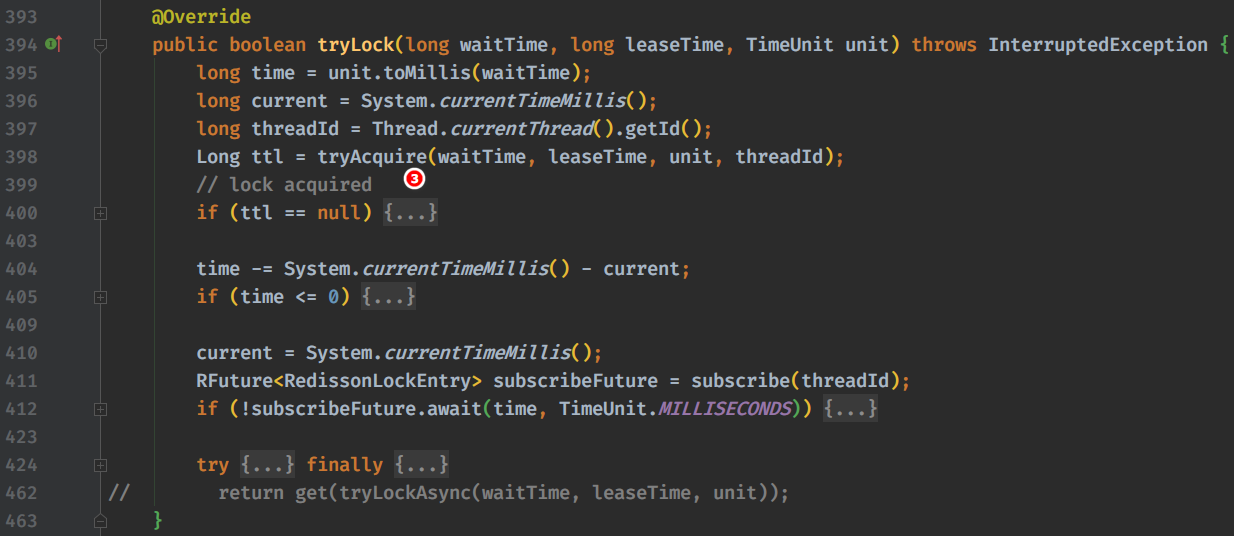 393 @Override
394 public boolean tryLock(long waitTime, long leaseTime, TimeUnit unit) throws InterruptedException {
395 long time = unit.toMillis(waitTime);
396 long current = System.currentTimeMillis();
397 long threadId = Thread.currentThread().getId();
398 Long ttl = tryAcquire(waitTime, leaseTime, unit, threadId);
399 // lock acquired 3
400 if (ttl == null) {...}
403
404 time -= System.currentTimeMillis() - current;
405 if (time <= 0) {...}
409
410 current = System.currentTimeMillis();
411 RFuture<RedissonLockEntry> subscribeFuture = subscribe(threadId);
412 if (!subscribeFuture.await(time, TimeUnit.MILLISECONDS)) {...}
423
424 try {...} finally {...}
462 // return get(tryLockAsync(waitTime, leaseTime, unit));
463 }